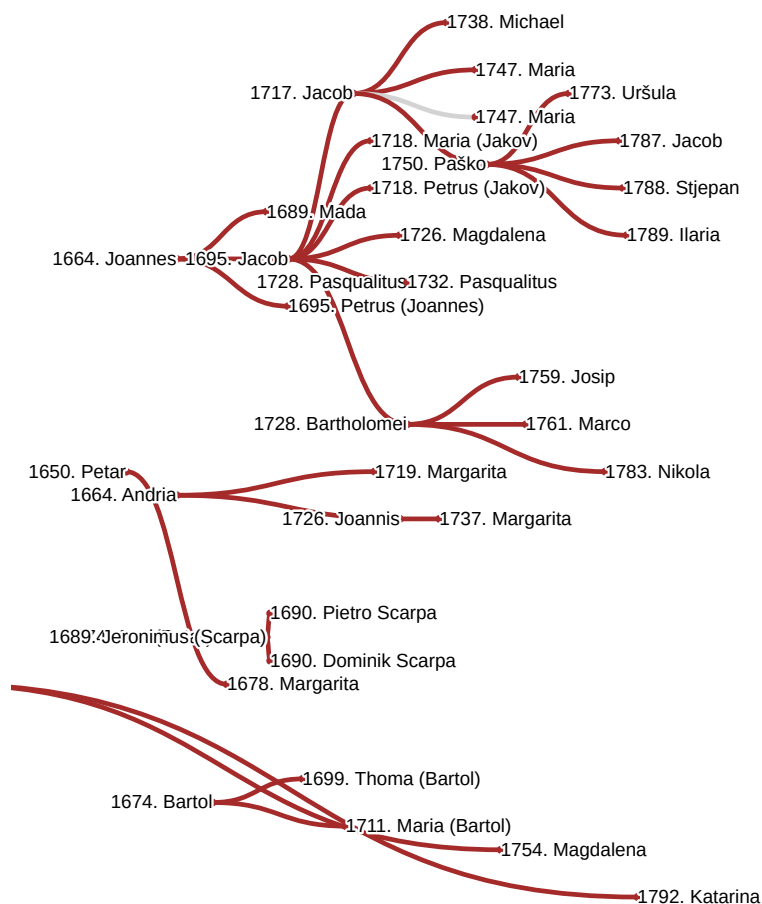 1738. Michael
1747. Maria
1717. Jacob
1773. Uršula
1747. Maria
1718. Maria (Jakov)
1787. Jacob
1750. Paško
1718. Petrus (Jakov)
1788. Stjepan
1689. Mada
1726. Magdalena
1789. Ilaria
1664. Joannes
1695. Jacob
1728. Pasqualitus
1732. Pasqualitus
1695. Petrus (Joannes)
1759. Josip
1728. Bartholomei
1761. Marco
1650. Petar
1719. Margarita
1783. Nikola
1664. Andria
1726. Joannis
1737. Margarita
1690. Pietro Scarpa
Jeronimus (Scarpa)
1690. Dominik Scarpa
1678. Margarita
1699. Thoma (Bartol)
1674. Bartol
1711. Maria (Bartol)
1754. Magdalena
1792. Katarina